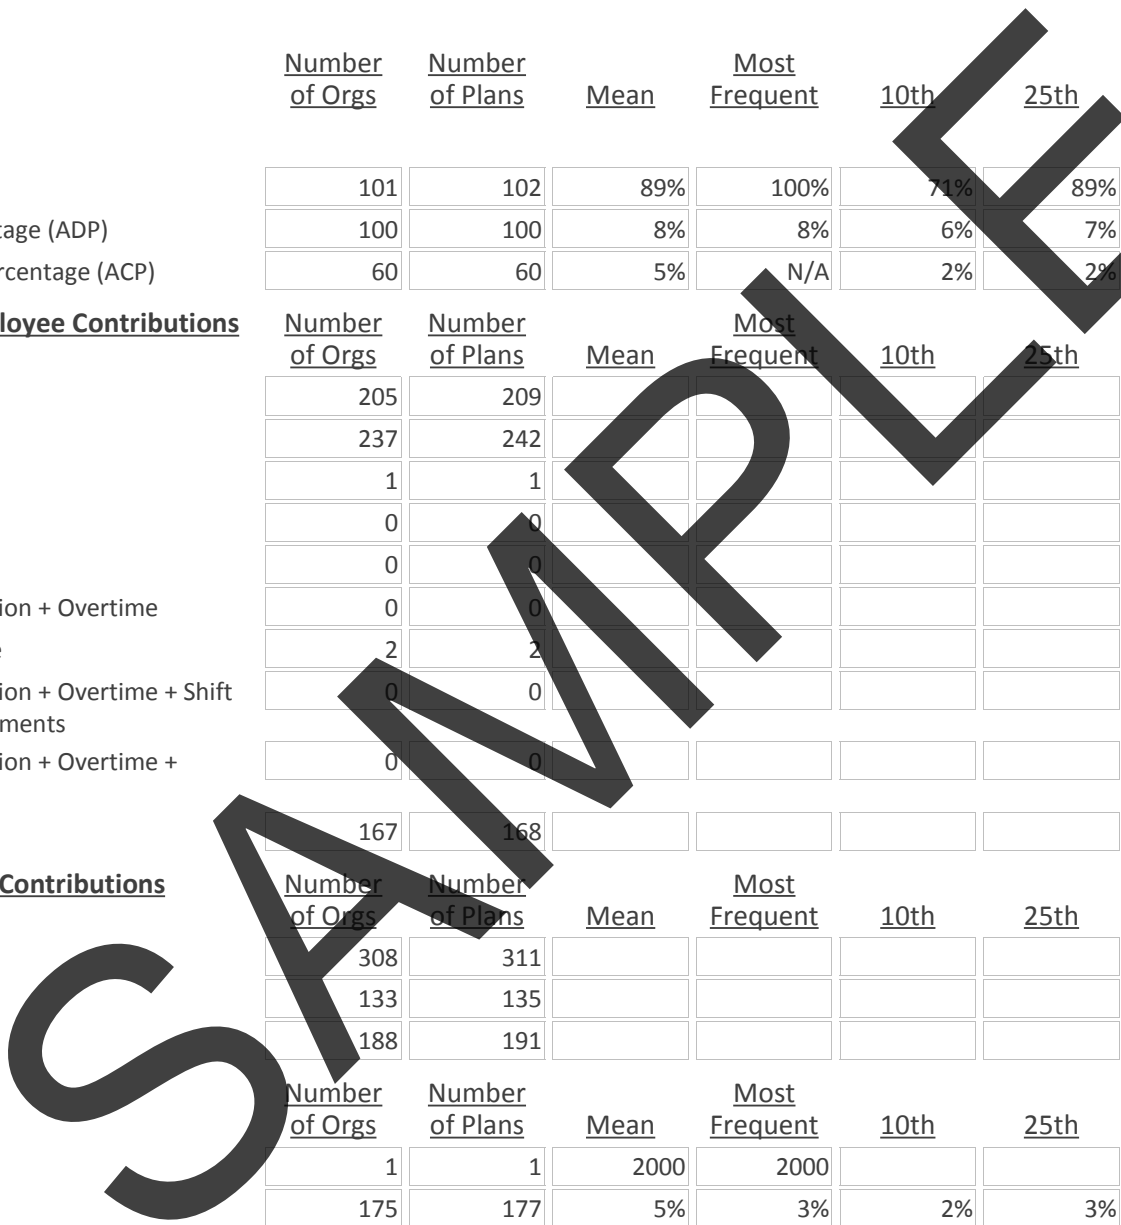 Number Number Most
of Orgs of Plans Mean Frequent 10th 25th
101 102 89% 100% 71% 89%
tage (ADP) 100 100 8% 8% 6% 7%
rcentage (ACP) 60 60 5% N/A 2% 2%
loyee Contributions Number Number Most
of Orgs of Plans Mean Frequent 10th 25th
205 209
237 242
1 1
0 0
0 0
ion + Overtime 0 0
e 2 2
ion + Overtime + Shift 0 0
ments
ion + Overtime + 0 0
167 168
Contributions Number Number Most
of Orgs of Plans Mean Frequent 10th 25th
308 311
133 135
188 191
Number Number Most
of Orgs of Plans Mean Frequent 10th 25th
1 1 2000 2000
175 177 5% 3% 2% 3%
SAMPLE